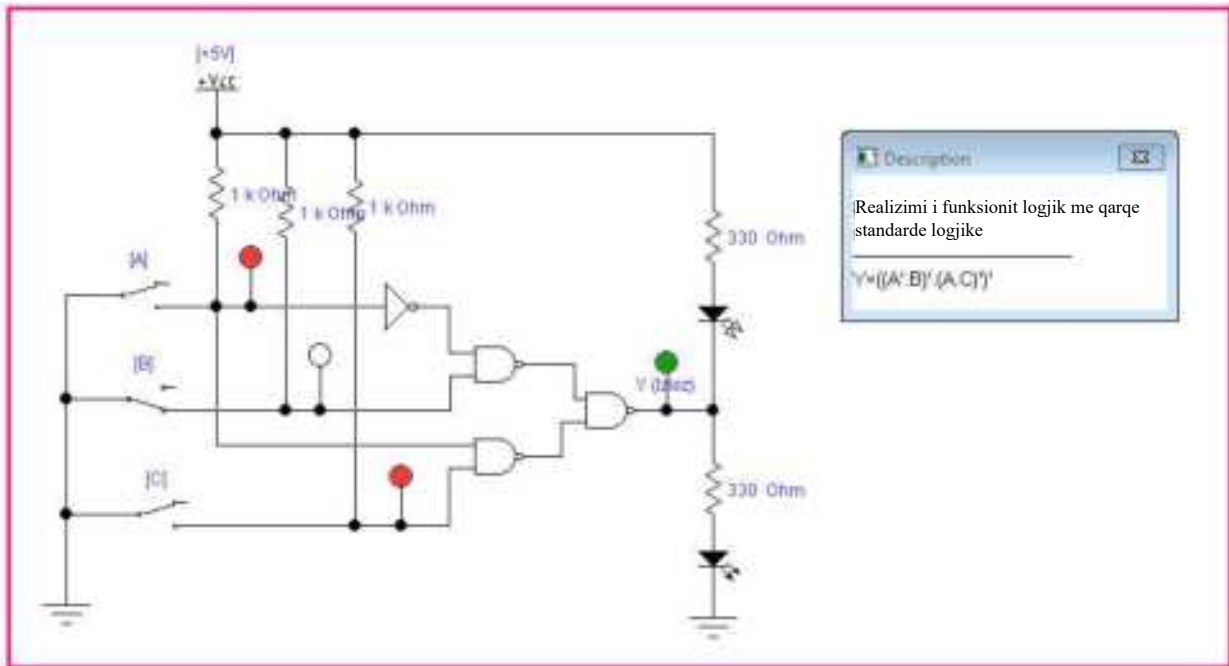 [+5V]
+Vcc
1 k Ohm
1 k Ohm
1 k Ohm
330 Ohm
[A]
[B]
Y
[C]
330 Ohm
Description
Realizimi i funksionit logjik me qarqe
standarde logjike
Y=((A'.B)'.(A.C)')'